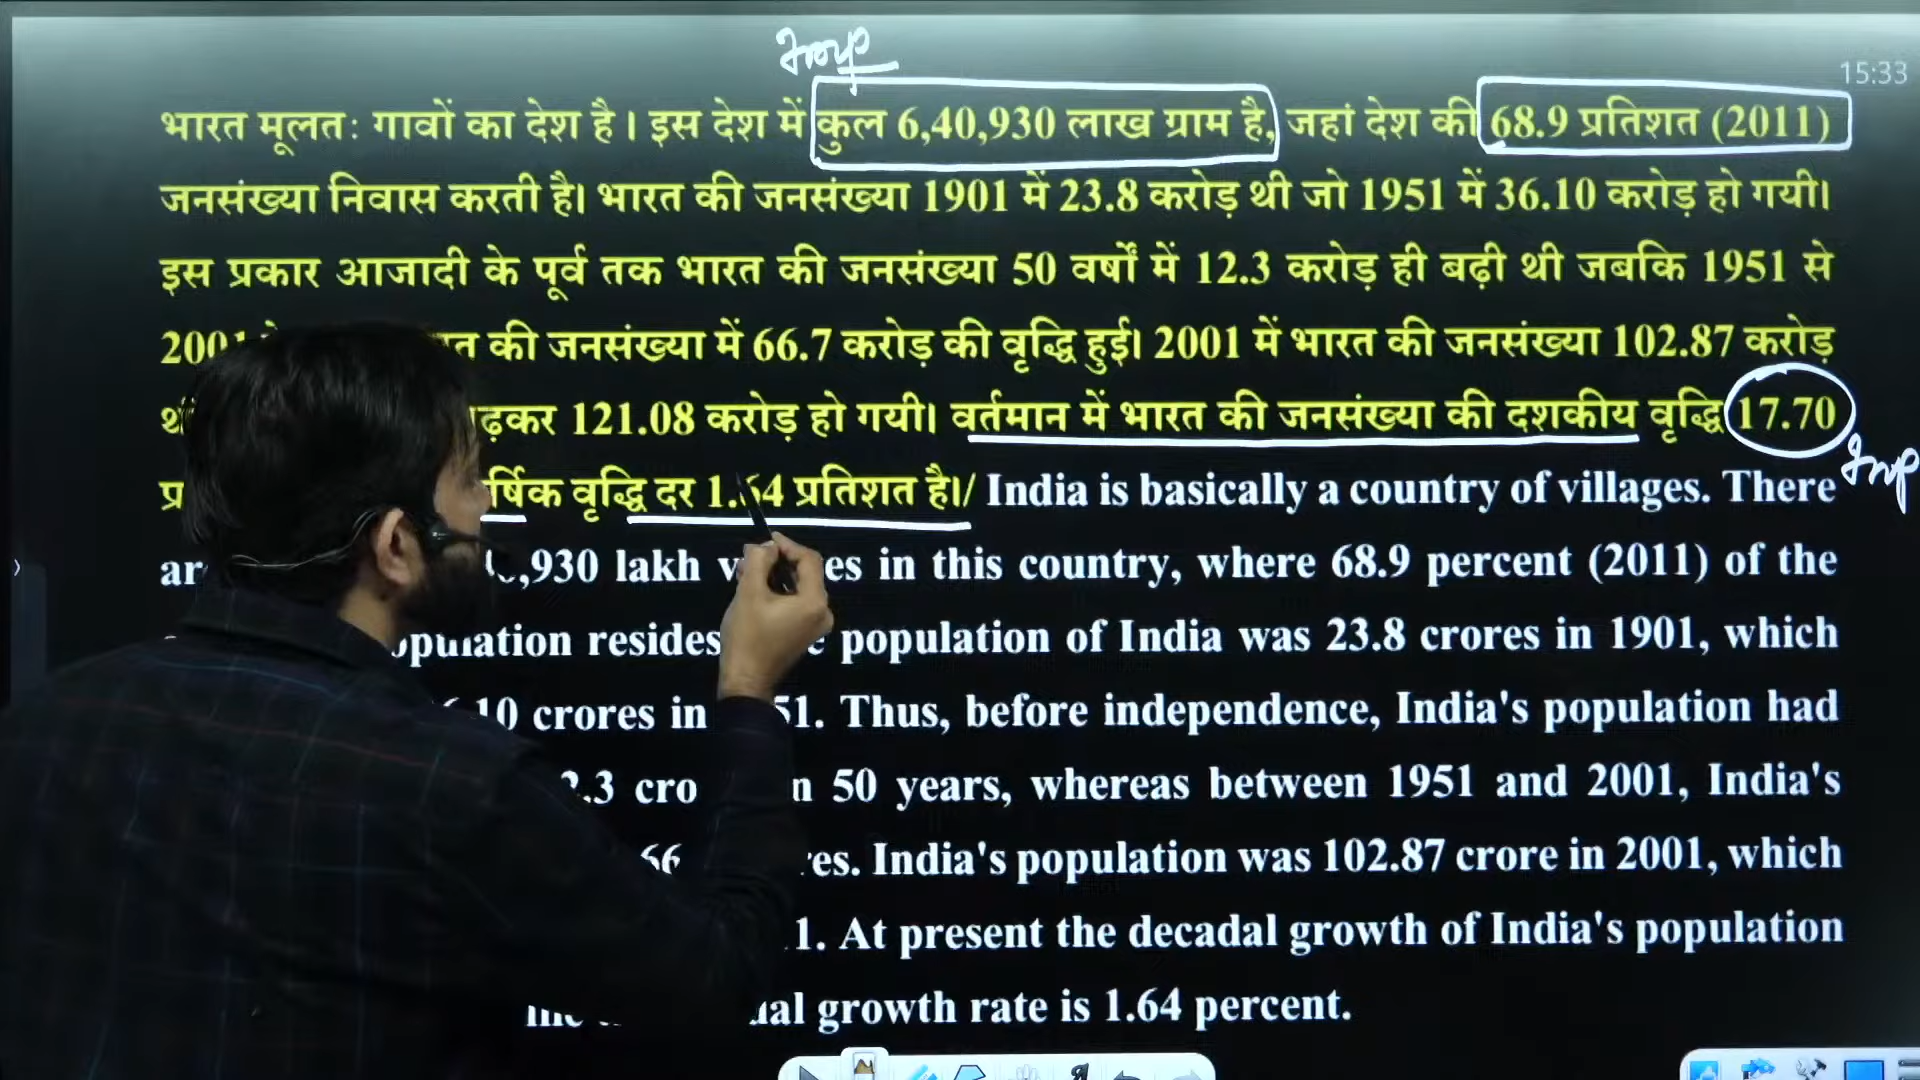 Imp
15:33
भारत मूलतः गावों का देश है। इस देश में कुल 6,40,930 लाख ग्राम है, जहां देश की 68.9 प्रतिशत (2011)
जनसंख्या निवास करती है। भारत की जनसंख्या 1901 में 23.8 करोड़ थी जो 1951 में 36.10 करोड़ हो गयी।
इस प्रकार आजादी के पूर्व तक भारत की जनसंख्या 50 वर्षों में 12.3 करोड़ ही बढ़ी थी जबकि 1951 से
की जनसंख्या में 66.7 करोड़ की वृद्धि हुई। 2001 में भारत की जनसंख्या 102.87 करोड़
121.08 करोड़ हो गयी। वर्तमान में भारत की जनसंख्या की दशकीय वृद्धि 17.70
वृद्धि दर 1.64 प्रतिशत है।/ India is basically a country of villages. There Imp
,930 lakh in this country, where 68.9 percent (2011) of the
resides population of India was 23.8 crores in 1901, which
10 crores in 51. Thus, before independence, India's population had
2.3 50 years, whereas between 1951 and 2001, India's
India's population was 102.87 crore in 2001, which
1. At present the decadal growth of India's population
growth rate is 1.64 percent.